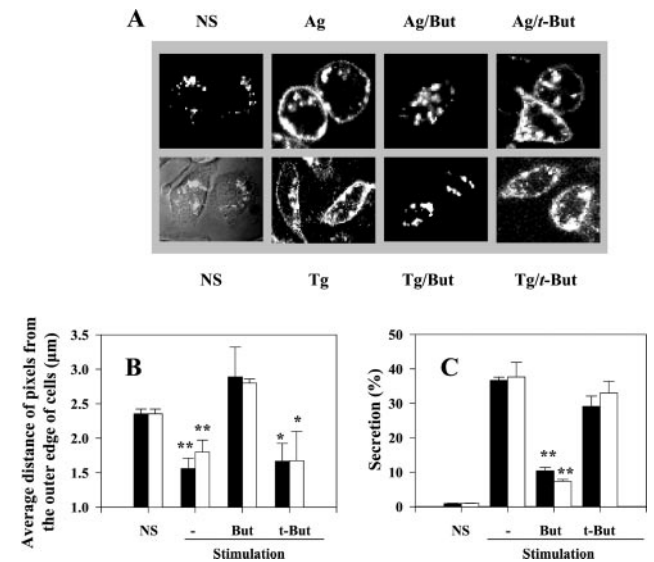 A
NS Ag Ag/But Ag/t-But
NS Tg Tg/But Tg/t-But
B
Average distance of pixels from
the outer edge of cells (µm)
3.5
3.0
2.5
2.0
1.5
1.0
** ** * *
NS - But t-But
Stimulation
C
Secretion (%)
50
40
30
20
10
0
** **
NS - But t-But
Stimulation